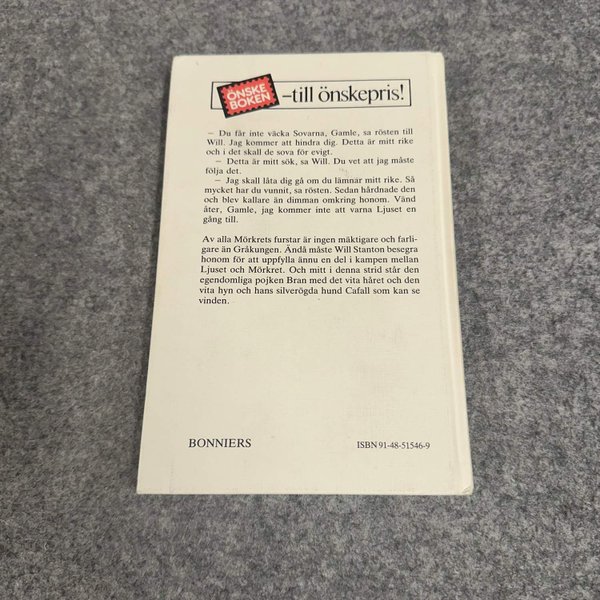 ÖNSKE
BOKEN
–till önskepris!
– Du får inte väcka Sovarna, Gamle, sa rösten till
Will. Jag kommer att hindra dig. Detta är mitt rike
och i det skall de sova för evigt.
– Detta är mitt sök, sa Will. Du vet att jag måste
följa det.
– Jag skall låta dig gå om du lämnar mitt rike. Så
mycket har du vunnit, sa rösten. Sedan hårdnade den
och blev kallare än dimman omkring honom. Vänd
åter, Gamle, jag kommer inte att varna Ljuset en
gång till.
Av alla Mörkrets furstar är ingen mäktigare och farli-
gare än Gråkungen. Ändå måste Will Stanton besegra
honom för att uppfylla ännu en del i kampen mellan
Ljuset och Mörkret. Och mitt i denna strid står den
egendomliga pojken Bran med det vita håret och den
vita hyn och hans silverögda hund Cafall som kan se
vinden.
BONNIERS
ISBN 91-48-51546-9